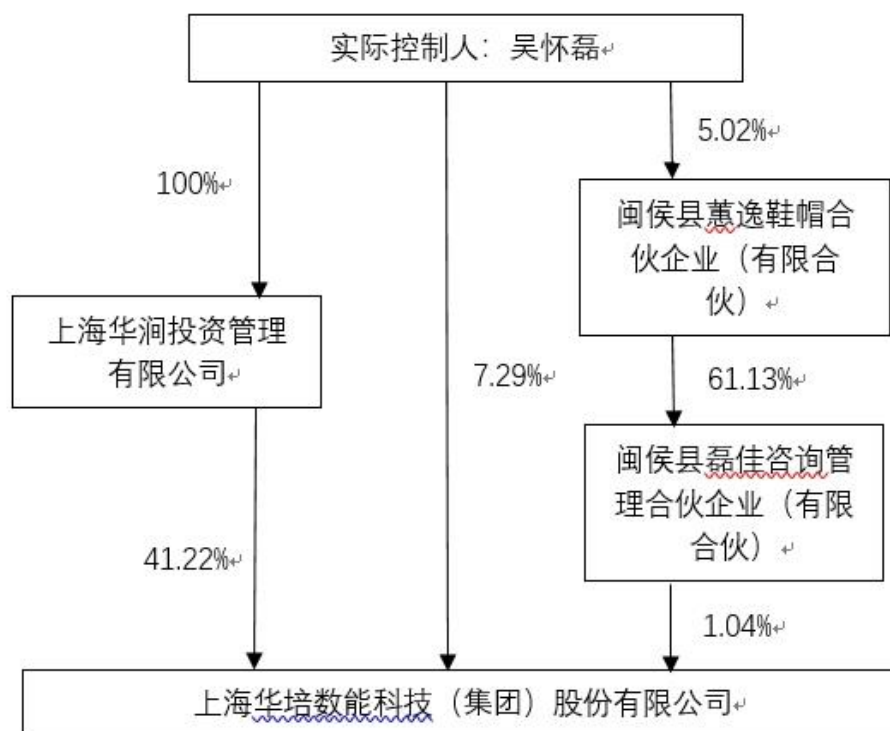 实际控制人：吴怀磊
5.02%
100%
闽侯县蕙逸鞋帽合
伙企业（有限合
伙）
上海华涧投资管理
有限公司
7.29%
61.13%
闽侯县磊佳咨询管
理合伙企业（有限
合伙）
41.22%
1.04%
上海华培数能科技（集团）股份有限公司